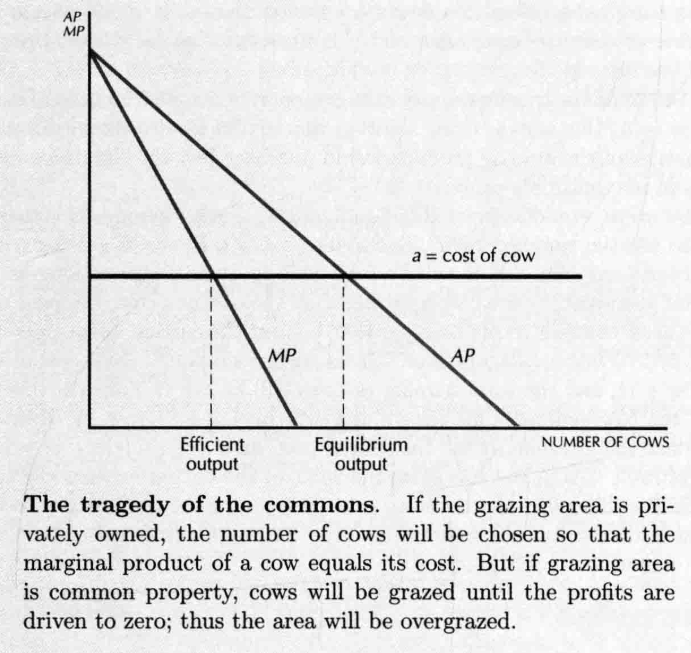 AP
MP
a = cost of cow
MP
AP
Efficient
output
Equilibrium
output
NUMBER OF COWS
The tragedy of the commons. If the grazing area is pri-
vately owned, the number of cows will be chosen so that the
marginal product of a cow equals its cost. But if grazing area
is common property, cows will be grazed until the profits are
driven to zero; thus the area will be overgrazed.